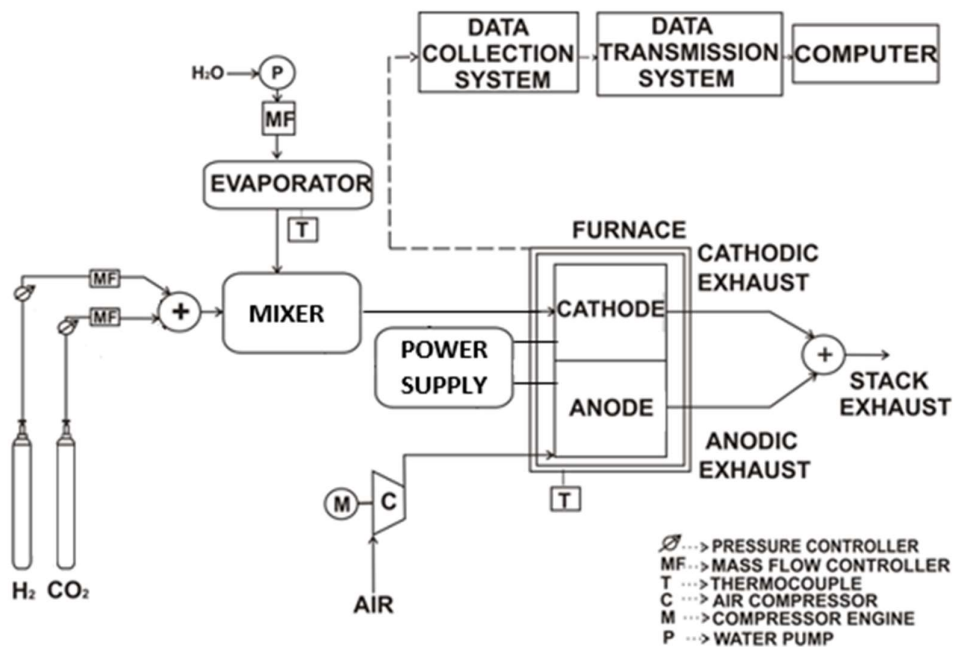 DATA
COLLECTION
SYSTEM
DATA
TRANSMISSION
SYSTEM
COMPUTER
H₂O
P
MF
EVAPORATOR
T
FURNACE
CATHODIC
EXHAUST
MF
MF
+
MIXER
CATHODE
POWER
SUPPLY
ANODE
+
STACK
EXHAUST
ANODIC
EXHAUST
M
C
T
H₂
CO₂
AIR
PRESSURE CONTROLLER
MF MASS FLOW CONTROLLER
T THERMOCOUPLE
C AIR COMPRESSOR
M COMPRESSOR ENGINE
P WATER PUMP